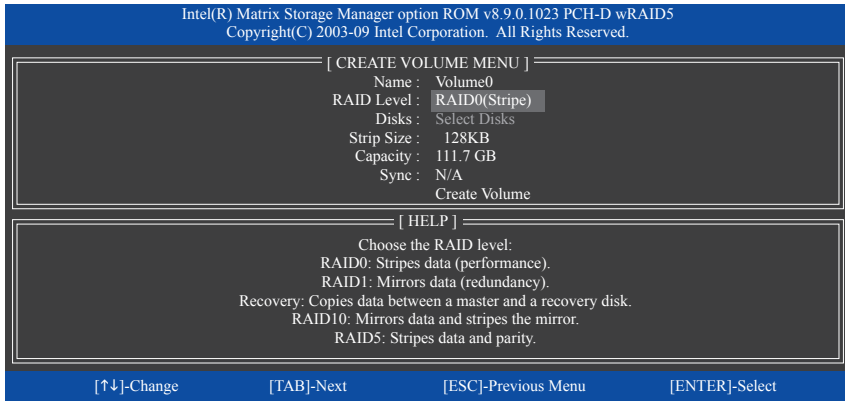 Intel(R) Matrix Storage Manager option ROM v8.9.0.1023 PCH-D wRAID5
Copyright(C) 2003-09 Intel Corporation. All Rights Reserved.
[ CREATE VOLUME MENU ]
Name : Volume0
RAID Level : RAID0(Stripe)
Disks : Select Disks
Strip Size : 128KB
Capacity : 111.7 GB
Sync : N/A
Create Volume
[ HELP ]
Choose the RAID level:
RAID0: Stripes data (performance).
RAID1: Mirrors data (redundancy).
Recovery: Copies data between a master and a recovery disk.
RAID10: Mirrors data and stripes the mirror.
RAID5: Stripes data and parity.
[↑↓]-Change [TAB]-Next [ESC]-Previous Menu [ENTER]-Select